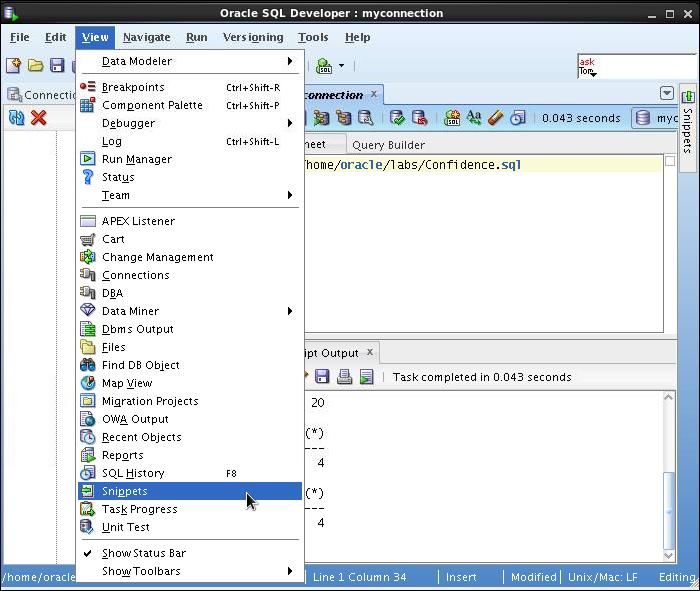 Oracle SQL Developer : myconnection
File Edit View Navigate Run Versioning Tools Help
ask
Tom
Data Modeler
Breakpoints Ctrl+Shift-R
Component Palette Ctrl+Shift-P
Debugger
Log Ctrl+Shift-L
Run Manager
Status
Team
APEX Listener
Cart
Change Management
Connections
DBA
Data Miner
Dbms Output
Files
Find DB Object
Map View
Migration Projects
OWA Output
Recent Objects
Reports
SQL History F8
Snippets
Task Progress
Unit Test
Show Status Bar
Show Toolbars
Connectio
onnection
0.043 seconds
myc
Snippets
heet Query Builder
/home/oracle/labs/Confidence.sql
ipt Output
Task completed in 0.043 seconds
20
(*)
---
4
(*)
---
4
/home/oracle Line 1 Column 34 Insert Modified Unix/Mac: LF Editing